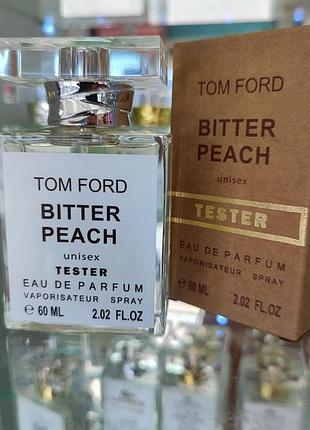 TOM FORD
BITTER
PEACH
unisex
TESTER
EAU DE PARFUM
VAPORISATEUR SPRAY
℮ 60 ML 2.02 FL.OZ
TOM FORD
BITTER
PEACH
unisex
TESTER
EAU DE PARFUM
VAPORISATEUR SPRAY
℮ 60 ML 2.02 FL.OZ